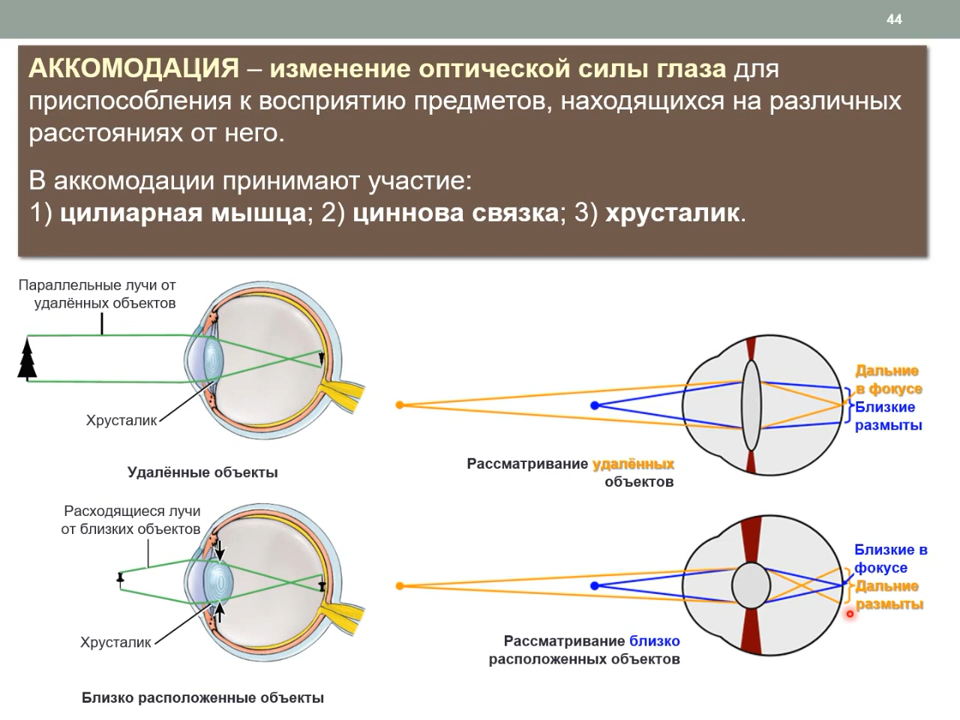 44
АККОМОДАЦИЯ – изменение оптической силы глаза для
приспособления к восприятию предметов, находящихся на различных
расстояниях от него.
В аккомодации принимают участие:
1) цилиарная мышца; 2) циннова связка; 3) хрусталик.
Параллельные лучи от
удалённых объектов
Хрусталик
Удалённые объекты
Дальние
в фокусе
Близкие
размыты
Рассматривание удалённых
объектов
Расходящиеся лучи
от близких объектов
Хрусталик
Близко расположенные объекты
Близкие в
фокусе
Дальние
размыты
Рассматривание близко
расположенных объектов